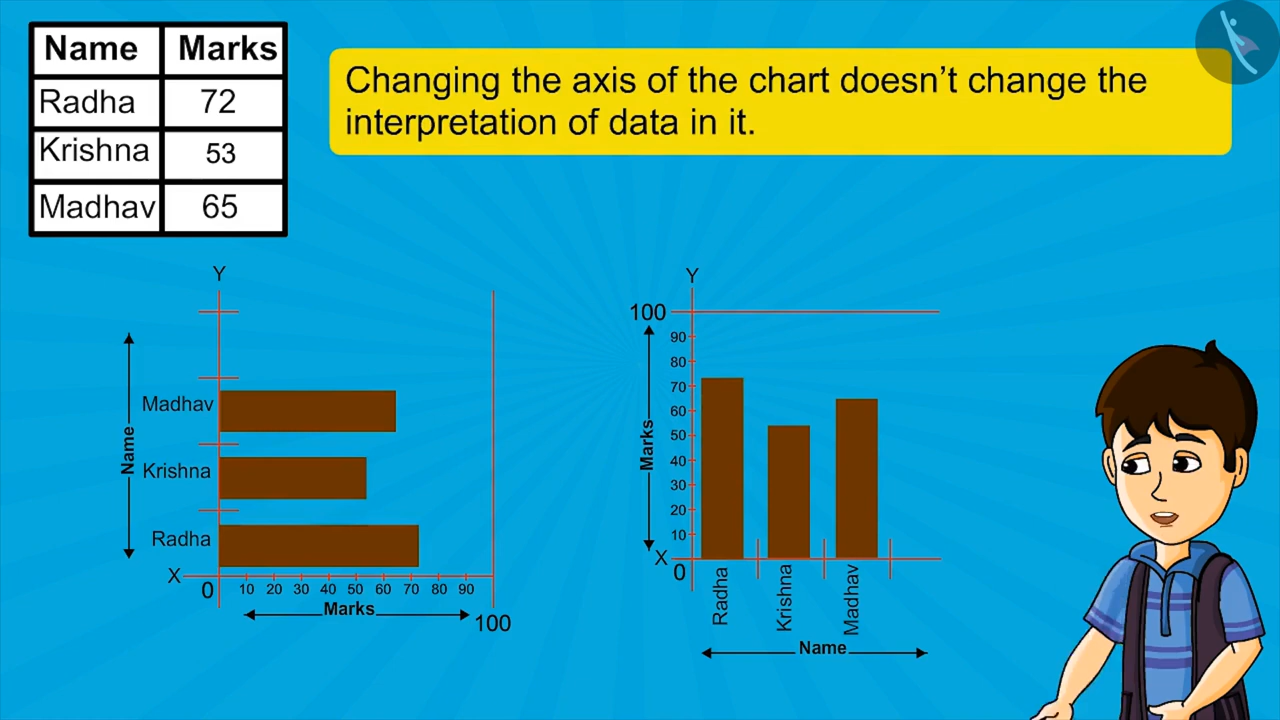 Name Marks
Radha 72
Krishna 53
Madhav 65
Changing the axis of the chart doesn’t change the
interpretation of data in it.
Y
Name
Madhav
Krishna
Radha
X
0
10 20 30 40 50 60 70 80 90
100
Marks
Y
100
90
80
70
60
50
40
30
20
10
Marks
X
0
Radha
Krishna
Madhav
Name